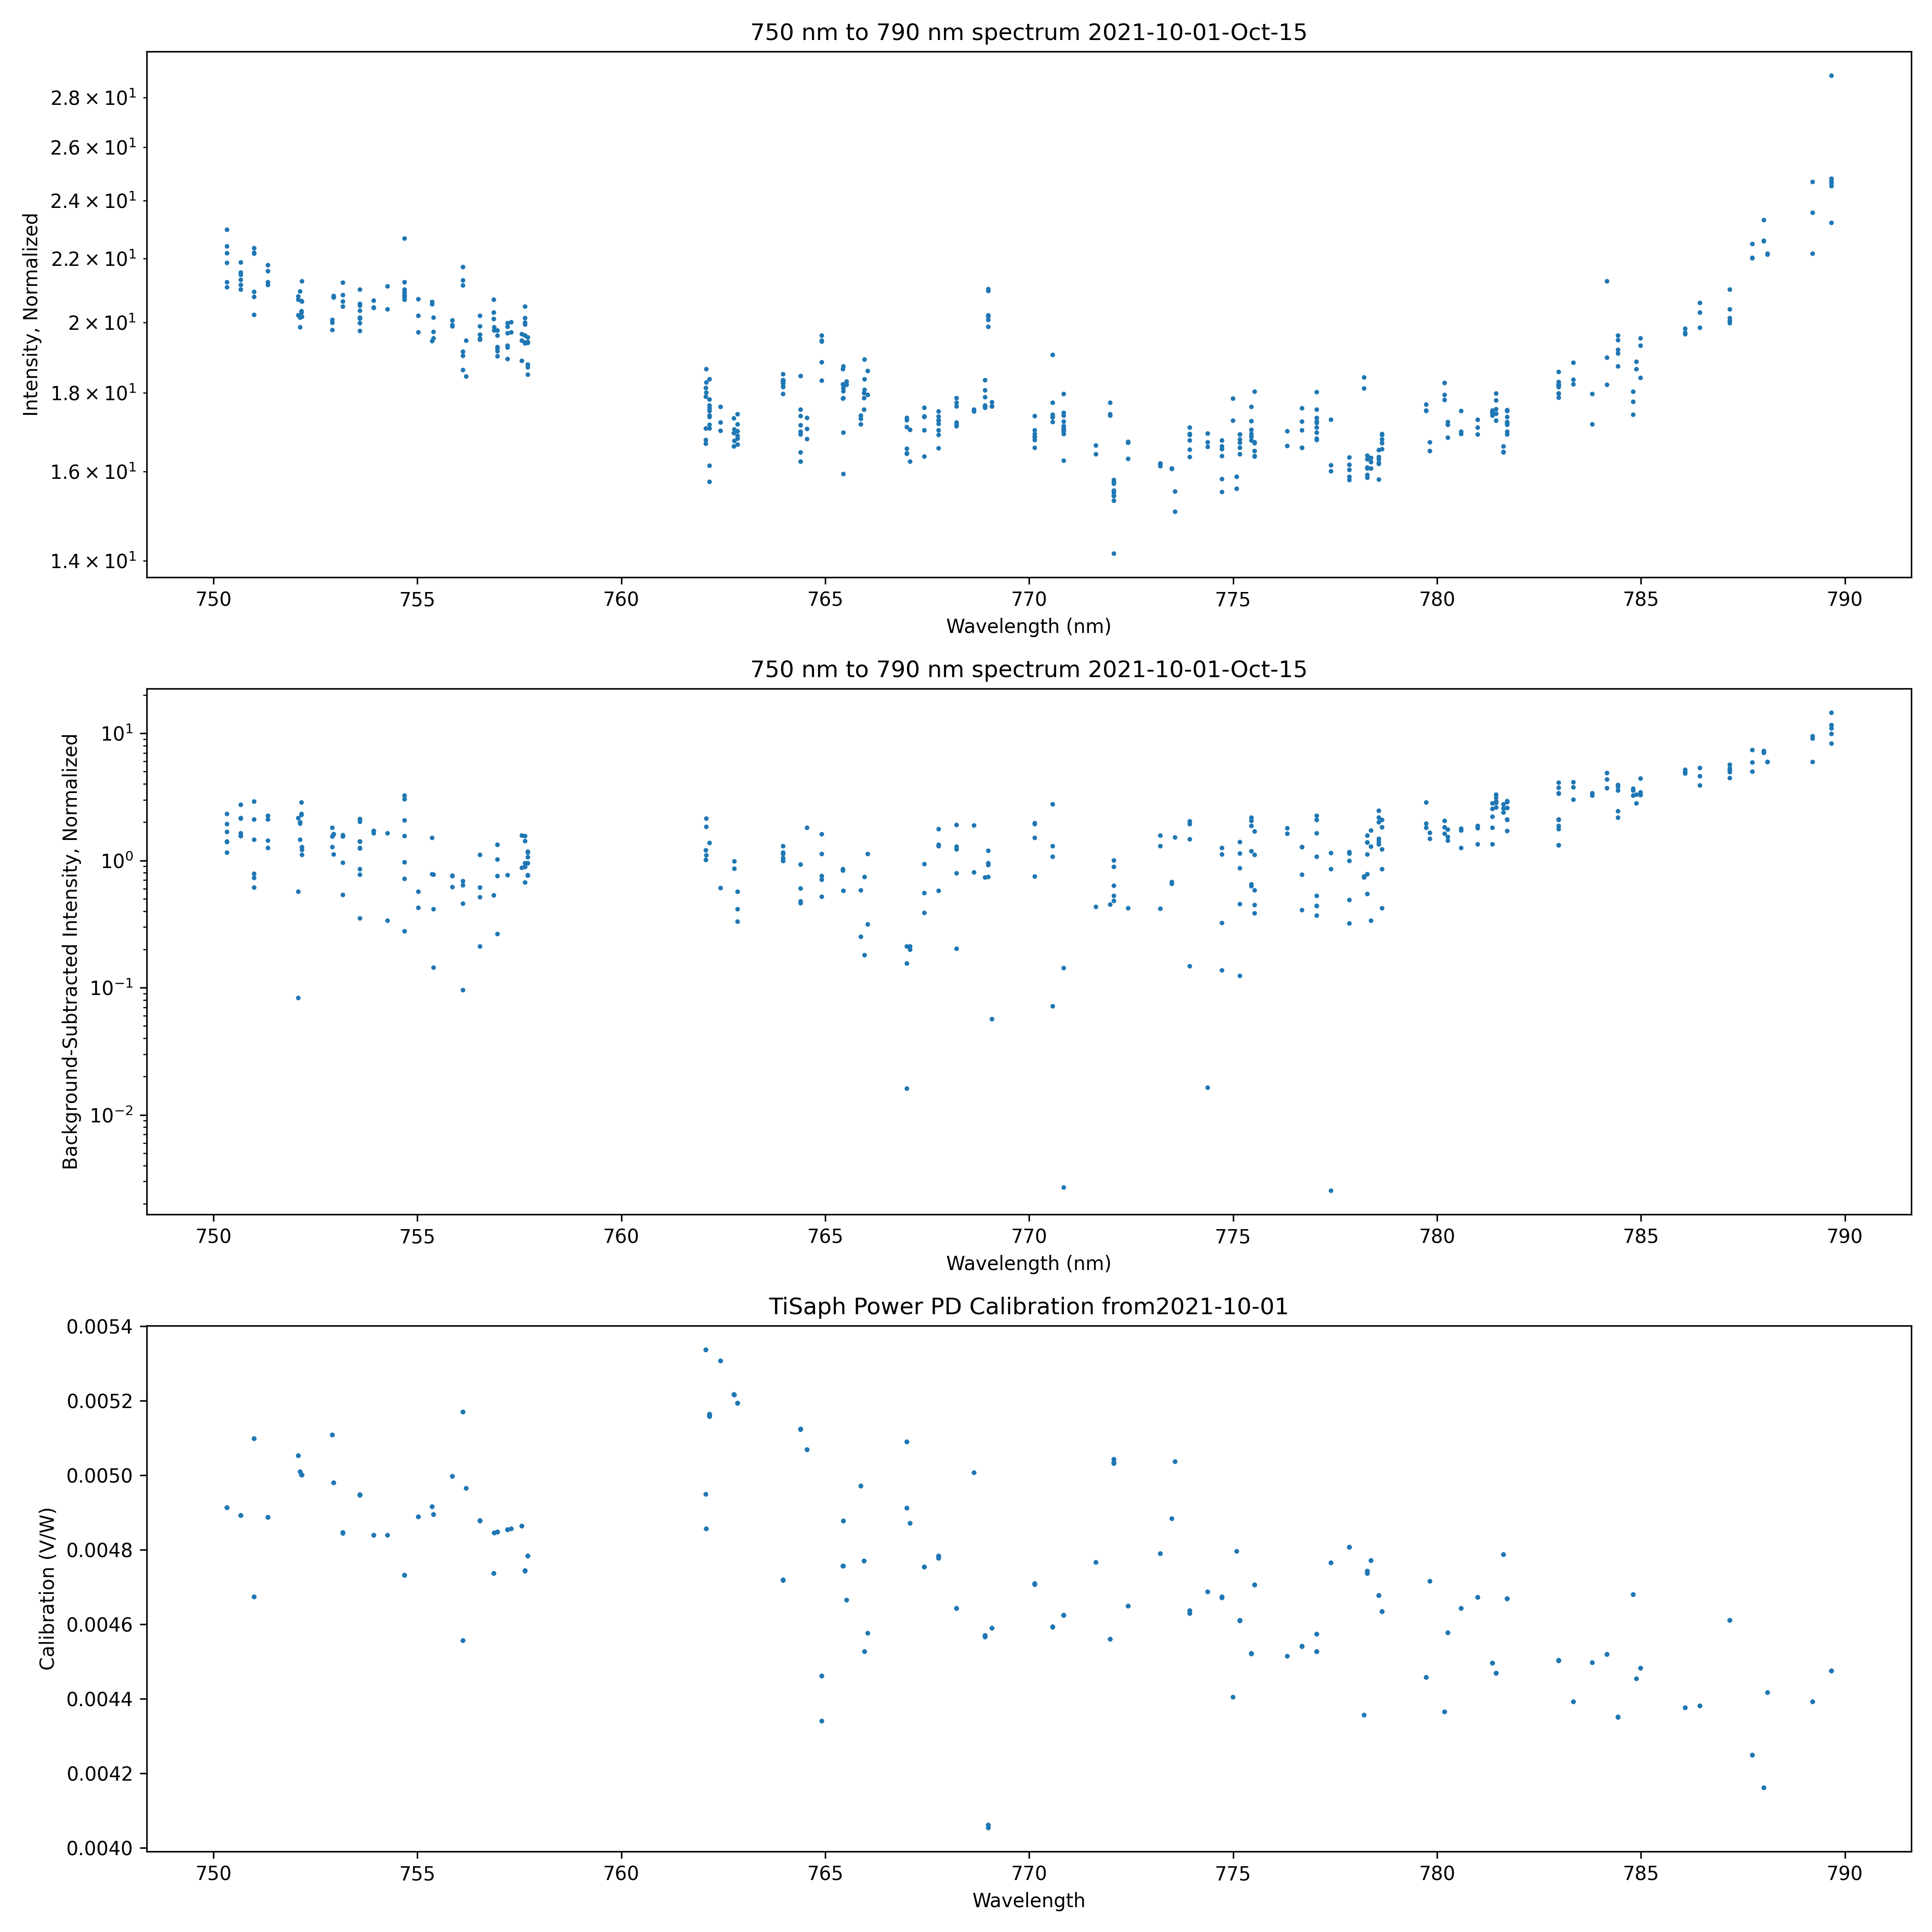 750 nm to 790 nm spectrum 2021-10-01-Oct-15
Intensity, Normalized
2.8 × 10¹
2.6 × 10¹
2.4 × 10¹
2.2 × 10¹
2 × 10¹
1.8 × 10¹
1.6 × 10¹
1.4 × 10¹
750 755 760 765 770 775 780 785 790
Wavelength (nm)
750 nm to 790 nm spectrum 2021-10-01-Oct-15
Background-Subtracted Intensity, Normalized
10¹
10⁰
10⁻¹
10⁻²
750 755 760 765 770 775 780 785 790
Wavelength (nm)
TiSaph Power PD Calibration from2021-10-01
Calibration (V/W)
0.0054
0.0052
0.0050
0.0048
0.0046
0.0044
0.0042
0.0040
750 755 760 765 770 775 780 785 790
Wavelength